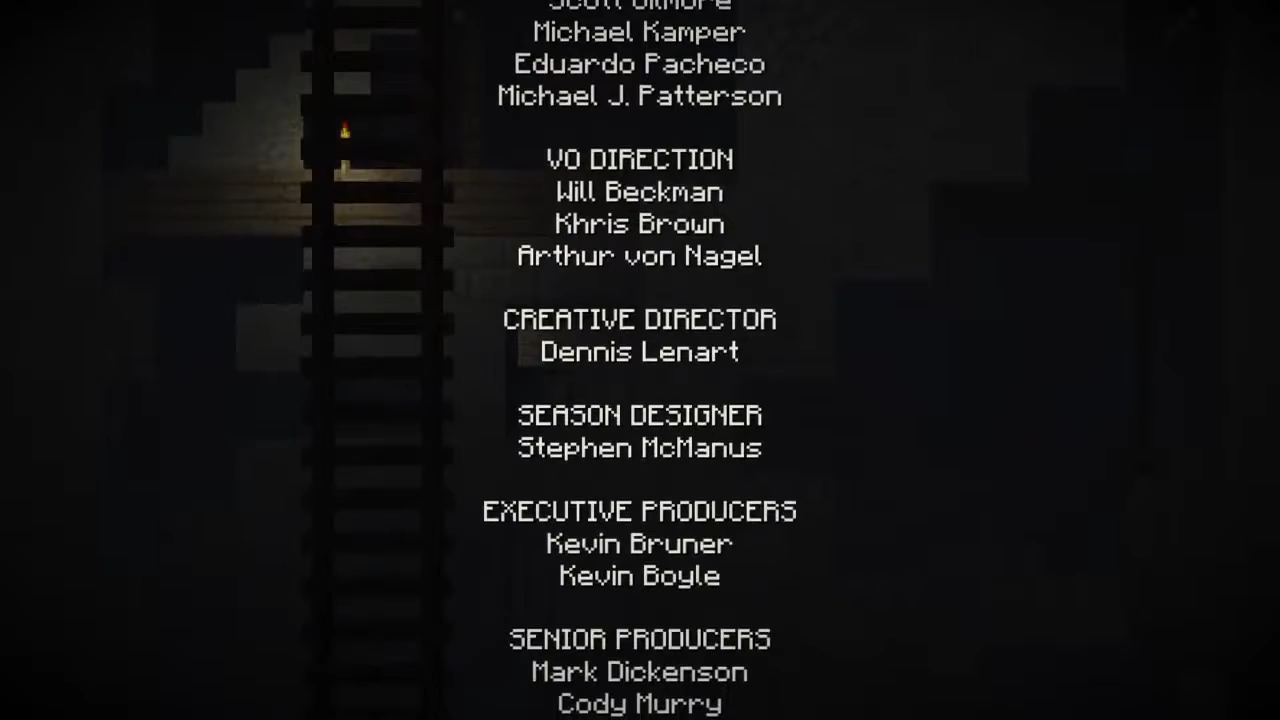 Michael Kamper
Eduardo Pacheco
Michael J. Patterson
VO DIRECTION
Will Beckman
Khris Brown
Arthur von Nagel
CREATIVE DIRECTOR
Dennis Lenart
SEASON DESIGNER
Stephen McManus
EXECUTIVE PRODUCERS
Kevin Bruner
Kevin Boyle
SENIOR PRODUCERS
Mark Dickenson
Cody Murry